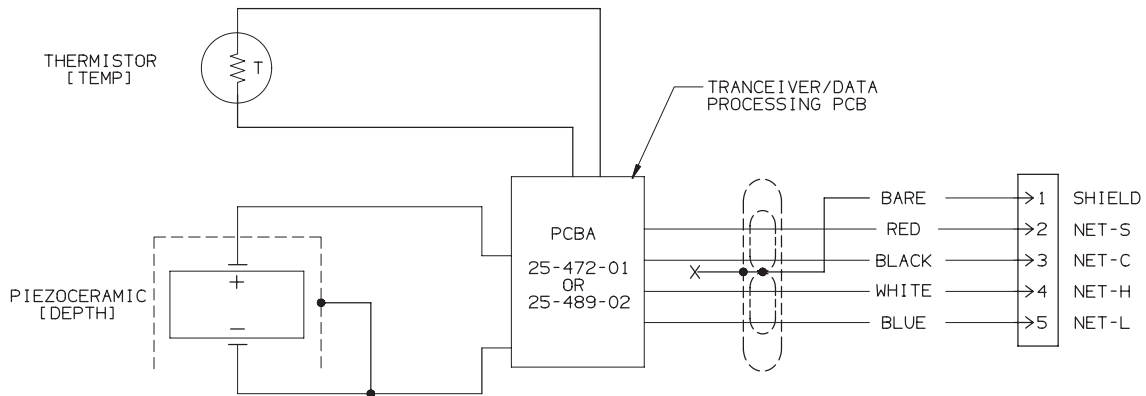 THERMISTOR
[TEMP]
T
TRANCEIVER/DATA
PROCESSING PCB
PCBA
25-472-01
OR
25-489-02
PIEZOCERAMIC
[DEPTH]
+
—
X
BARE 1 SHIELD
RED 2 NET-S
BLACK 3 NET-C
WHITE 4 NET-H
BLUE 5 NET-L